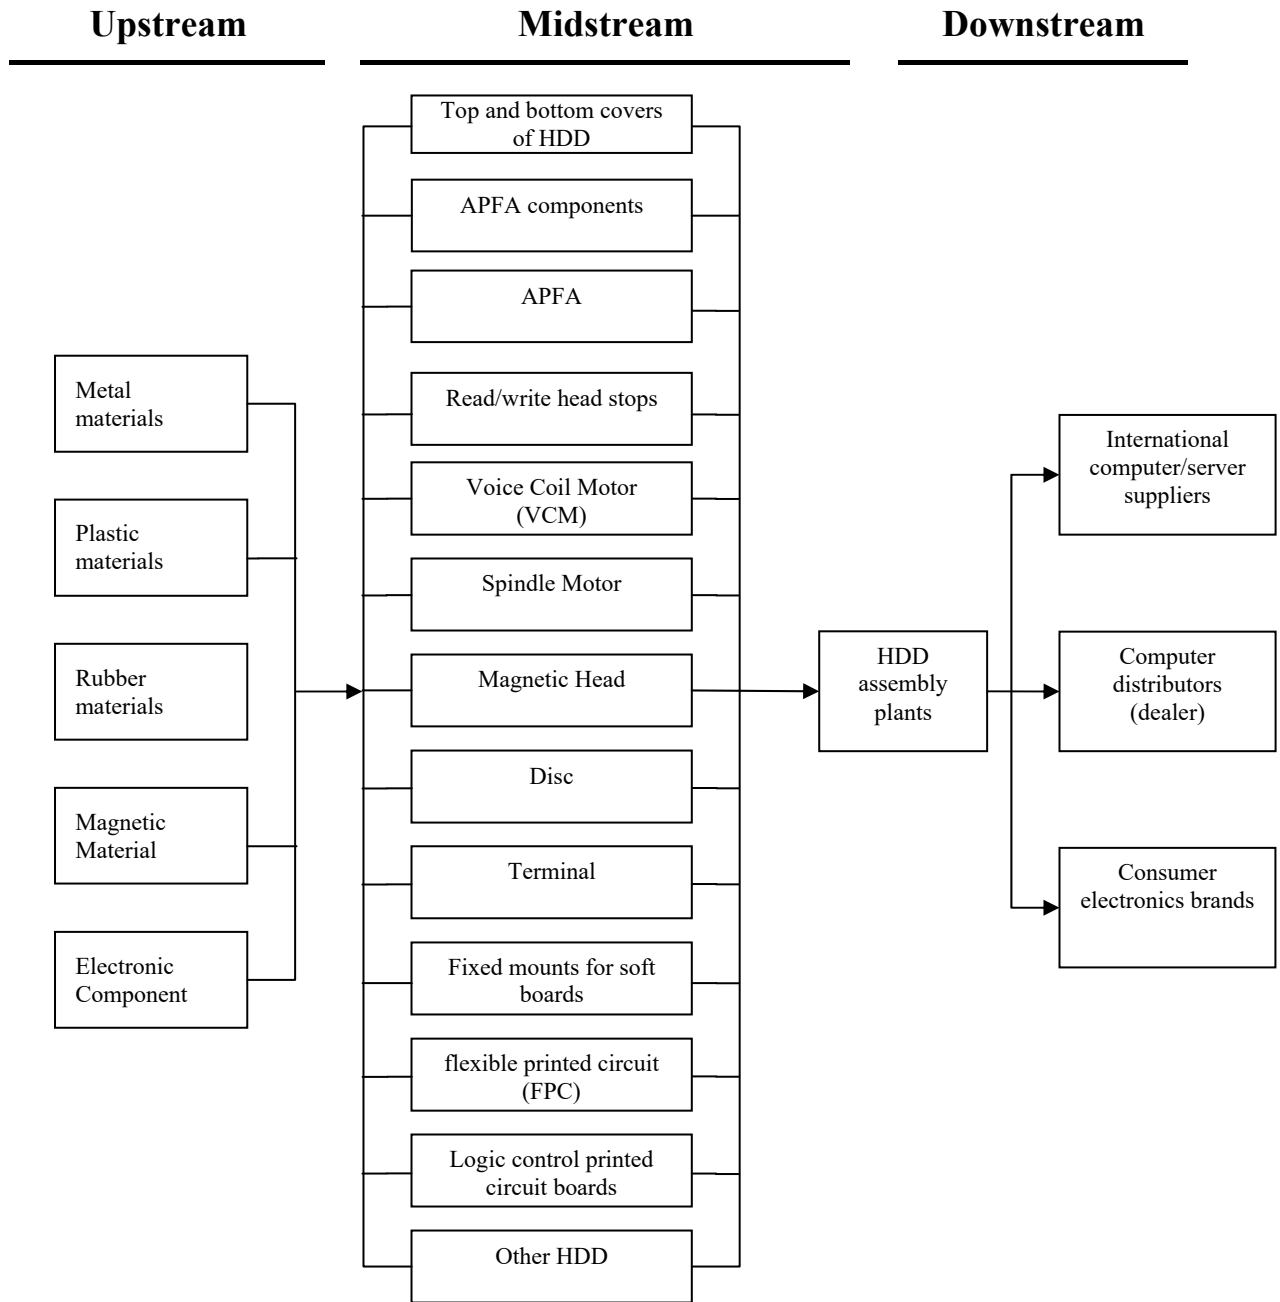 Upstream
Midstream
Downstream
Metal
materials
Plastic
materials
Rubber
materials
Magnetic
Material
Electronic
Component
Top and bottom covers
of HDD
APFA components
APFA
Read/write head stops
Voice Coil Motor
(VCM)
Spindle Motor
Magnetic Head
Disc
Terminal
Fixed mounts for soft
boards
flexible printed circuit
(FPC)
Logic control printed
circuit boards
Other HDD
HDD
assembly
plants
International
computer/server
suppliers
Computer
distributors
(dealer)
Consumer
electronics brands